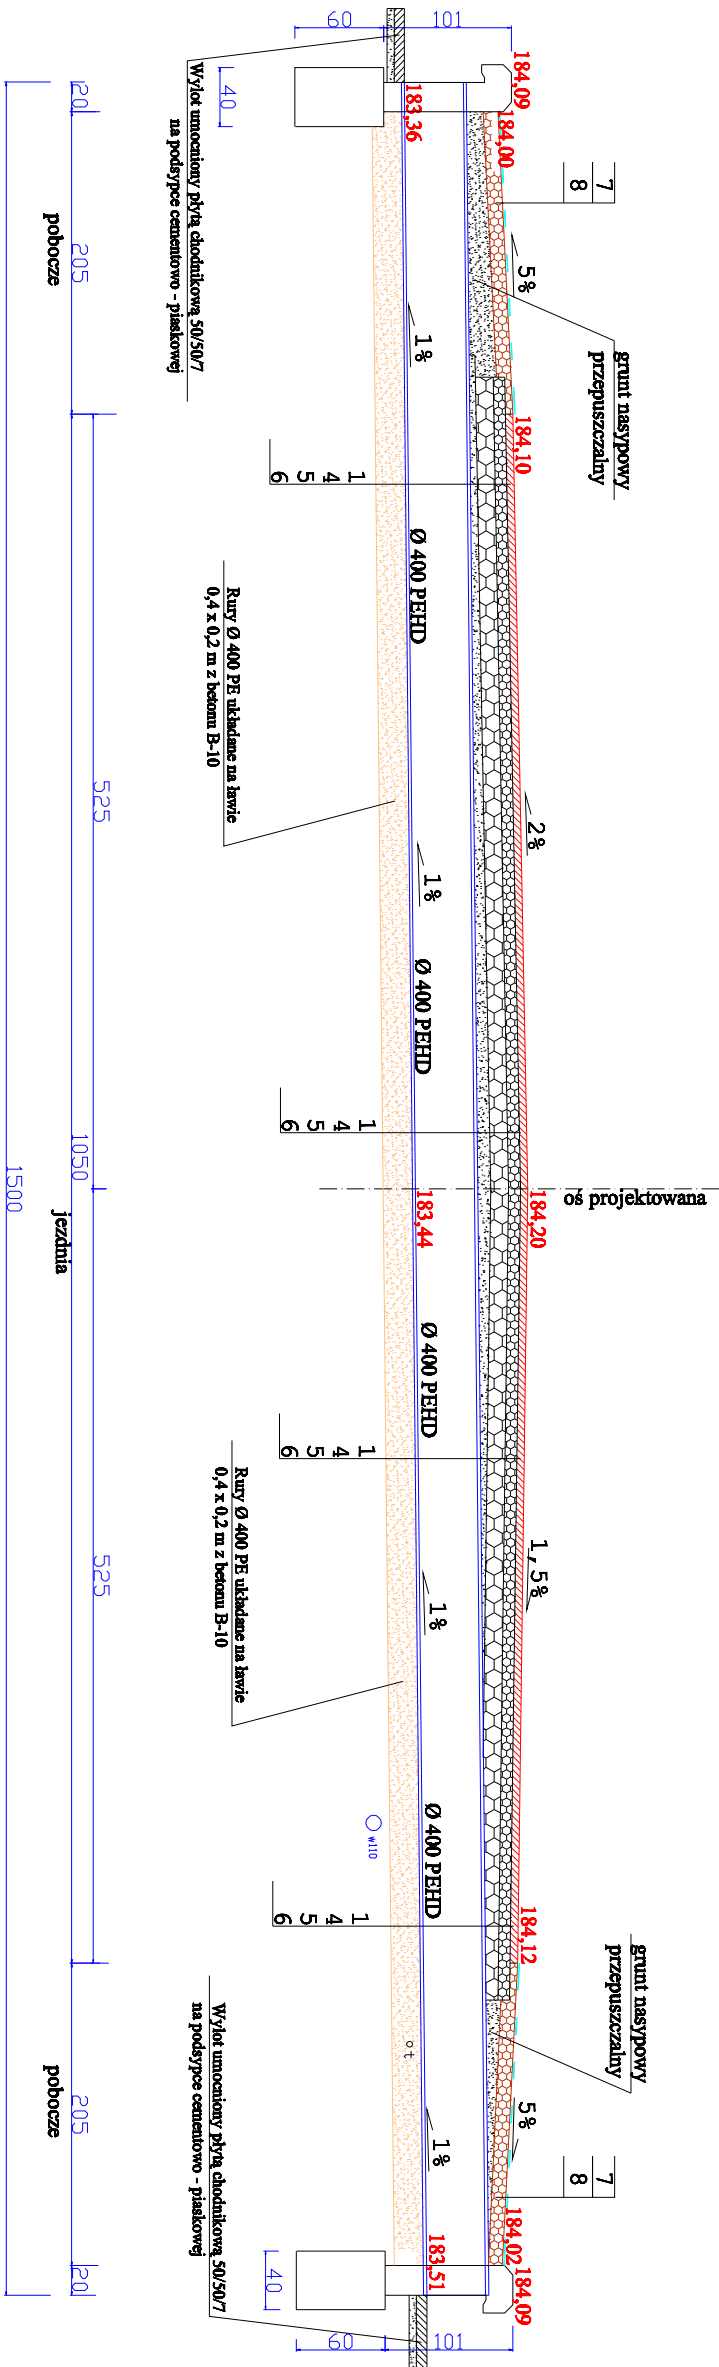 184,09
184,00
7
8
5%
grunt nasypowy
przepuszczalny
184,10
2%
oś projektowana
184,20
1,5%
184,12
grunt nasypowy
przepuszczalny
5%
7
8
184,02
184,09
101
60
183,36
1%
Ø 400 PEHD
1%
Ø 400 PEHD
183,44
Ø 400 PEHD
1%
Ø 400 PEHD
1%
183,51
101
60
1
4
5
6
1
4
5
6
1
4
5
6
1
4
5
6
w110
t
40
Wylot umocniony płytą chodnikową 50/50/7
na podsypce cementowo - piaskowej
Rury Ø 400 PE układane na ławie
0,4 x 0,2 m z betonu B-10
Rury Ø 400 PE układane na ławie
0,4 x 0,2 m z betonu B-10
Wylot umocniony płytą chodnikową 50/50/7
na podsypce cementowo - piaskowej
40
525
525
20
205
1050
205
20
pobocze
jezdnia
pobocze
1500